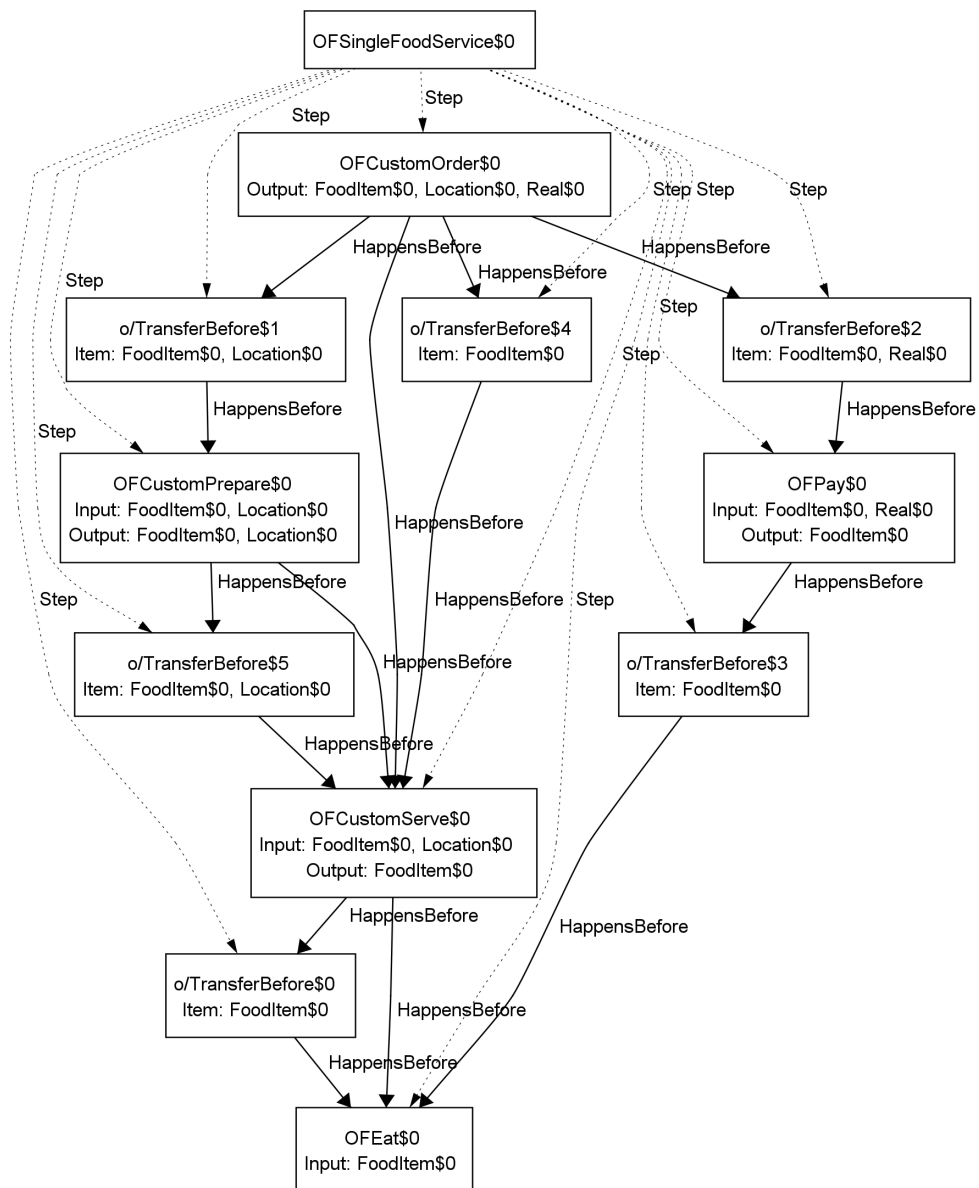 OFSingleFoodService$0
Step
Step
OFCustomOrder$0
Output: FoodItem$0, Location$0, Real$0
Step
Step
Step
HappensBefore
HappensBefore
HappensBefore
Step
Step
o/TransferBefore$1
Item: FoodItem$0, Location$0
o/TransferBefore$4
Item: FoodItem$0
o/TransferBefore$2
Item: FoodItem$0, Real$0
Step
HappensBefore
HappensBefore
Step
OFCustomPrepare$0
Input: FoodItem$0, Location$0
Output: FoodItem$0, Location$0
OFPay$0
Input: FoodItem$0, Real$0
Output: FoodItem$0
HappensBefore
HappensBefore
HappensBefore
Step
HappensBefore
Step
o/TransferBefore$5
Item: FoodItem$0, Location$0
HappensBefore
o/TransferBefore$3
Item: FoodItem$0
HappensBefore
OFCustomServe$0
Input: FoodItem$0, Location$0
Output: FoodItem$0
HappensBefore
HappensBefore
o/TransferBefore$0
Item: FoodItem$0
HappensBefore
HappensBefore
OFEat$0
Input: FoodItem$0